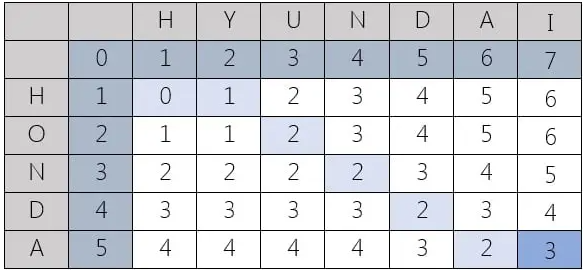 H Y U N D A I
0 1 2 3 4 5 6 7
H 1 0 1 2 3 4 5 6
O 2 1 1 2 3 4 5 6
N 3 2 2 2 2 3 4 5
D 4 3 3 3 3 2 3 4
A 5 4 4 4 4 3 2 3